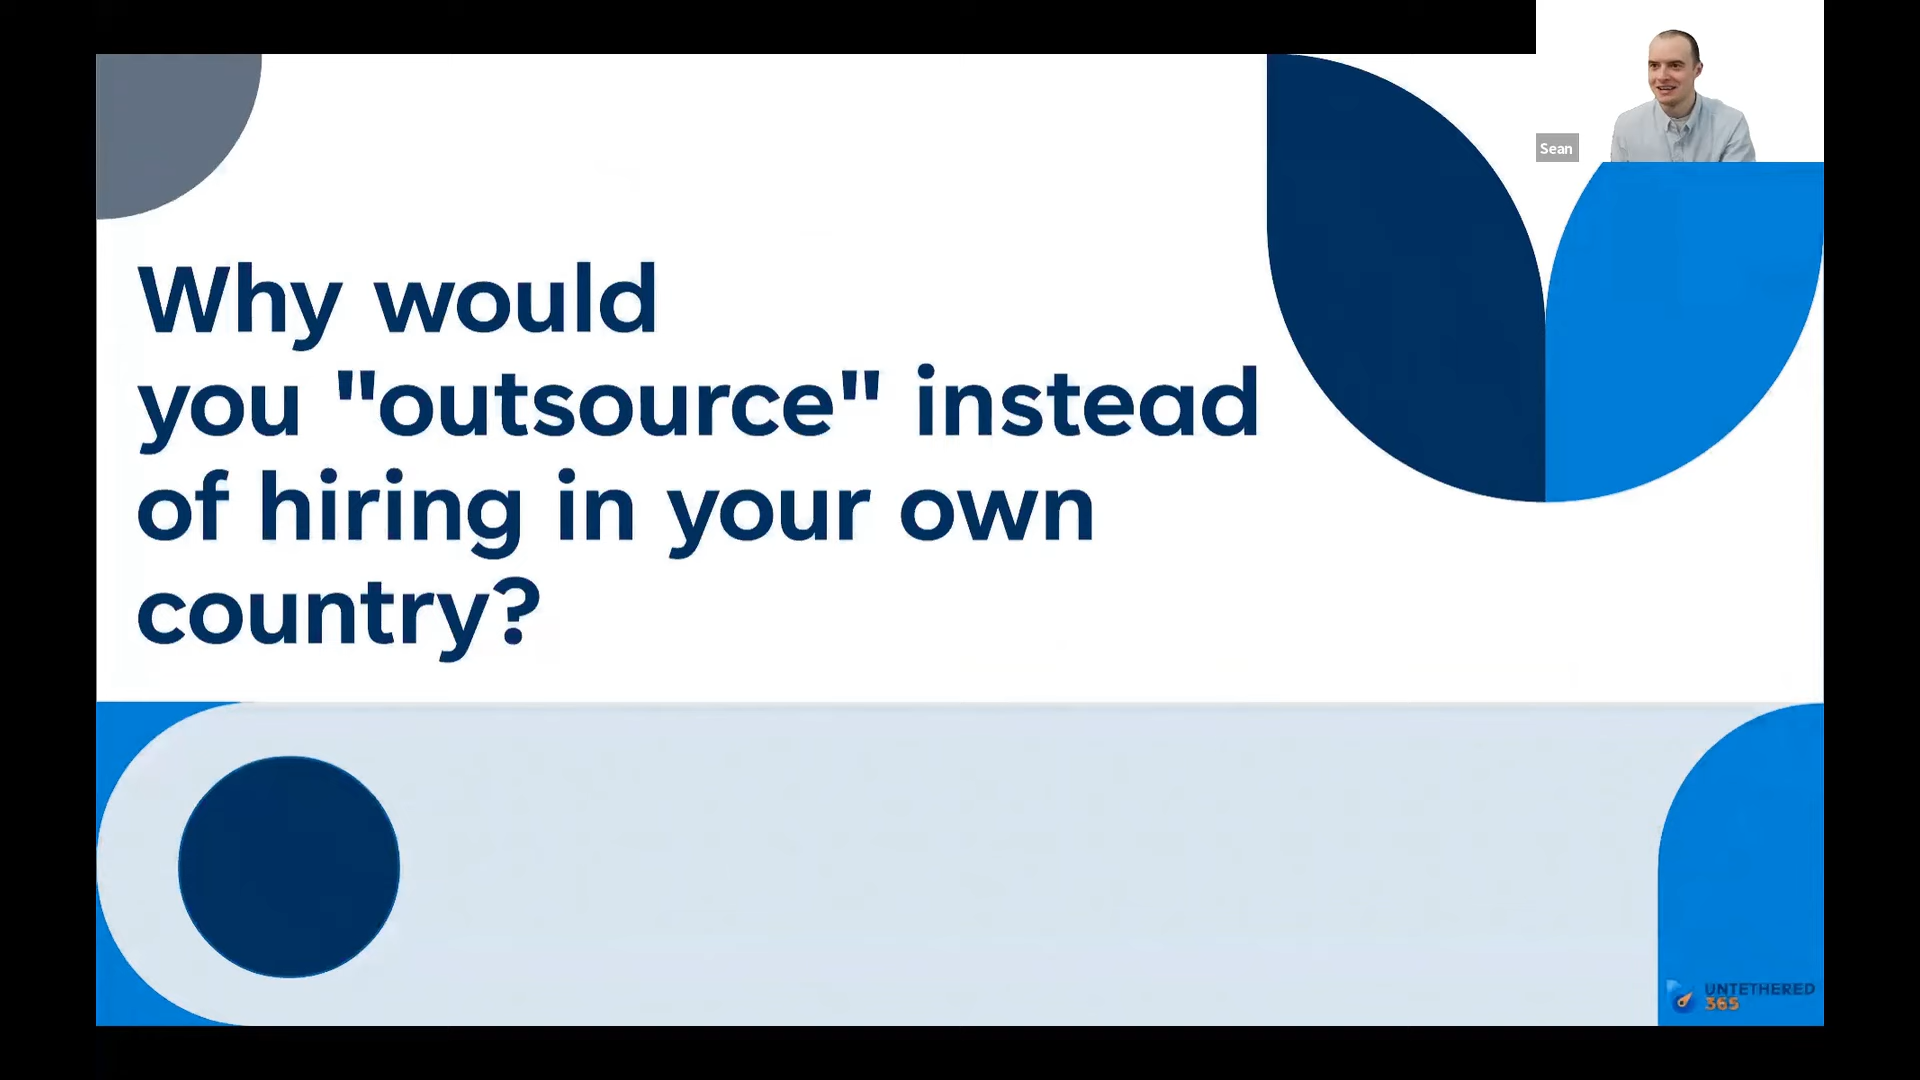 Sean
Why would
you "outsource" instead
of hiring in your own
country?
UNTETHERED
365